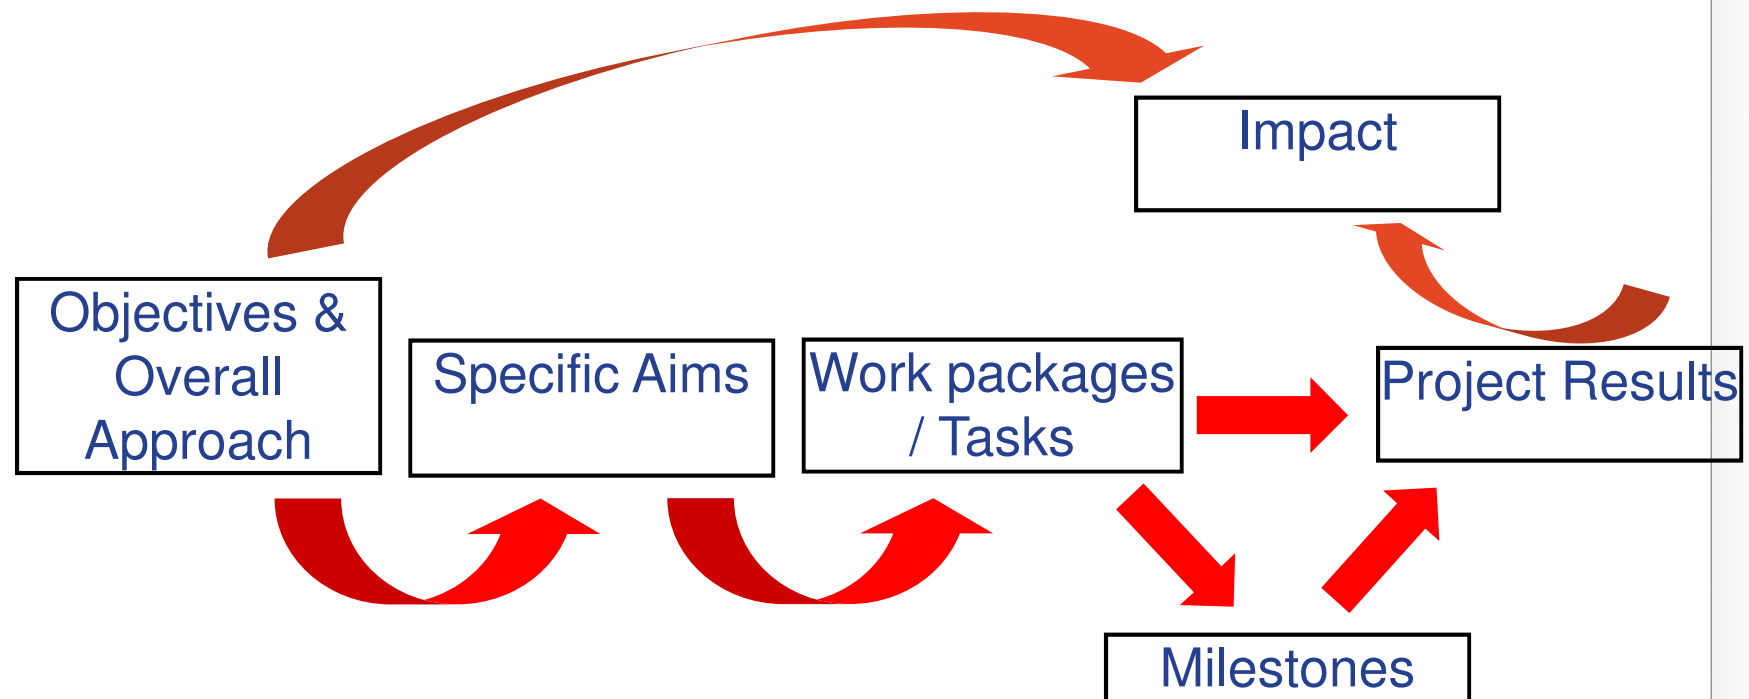 Impact
Objectives &
Overall
Approach
Specific Aims
Work packages
/ Tasks
Project Results
Milestones